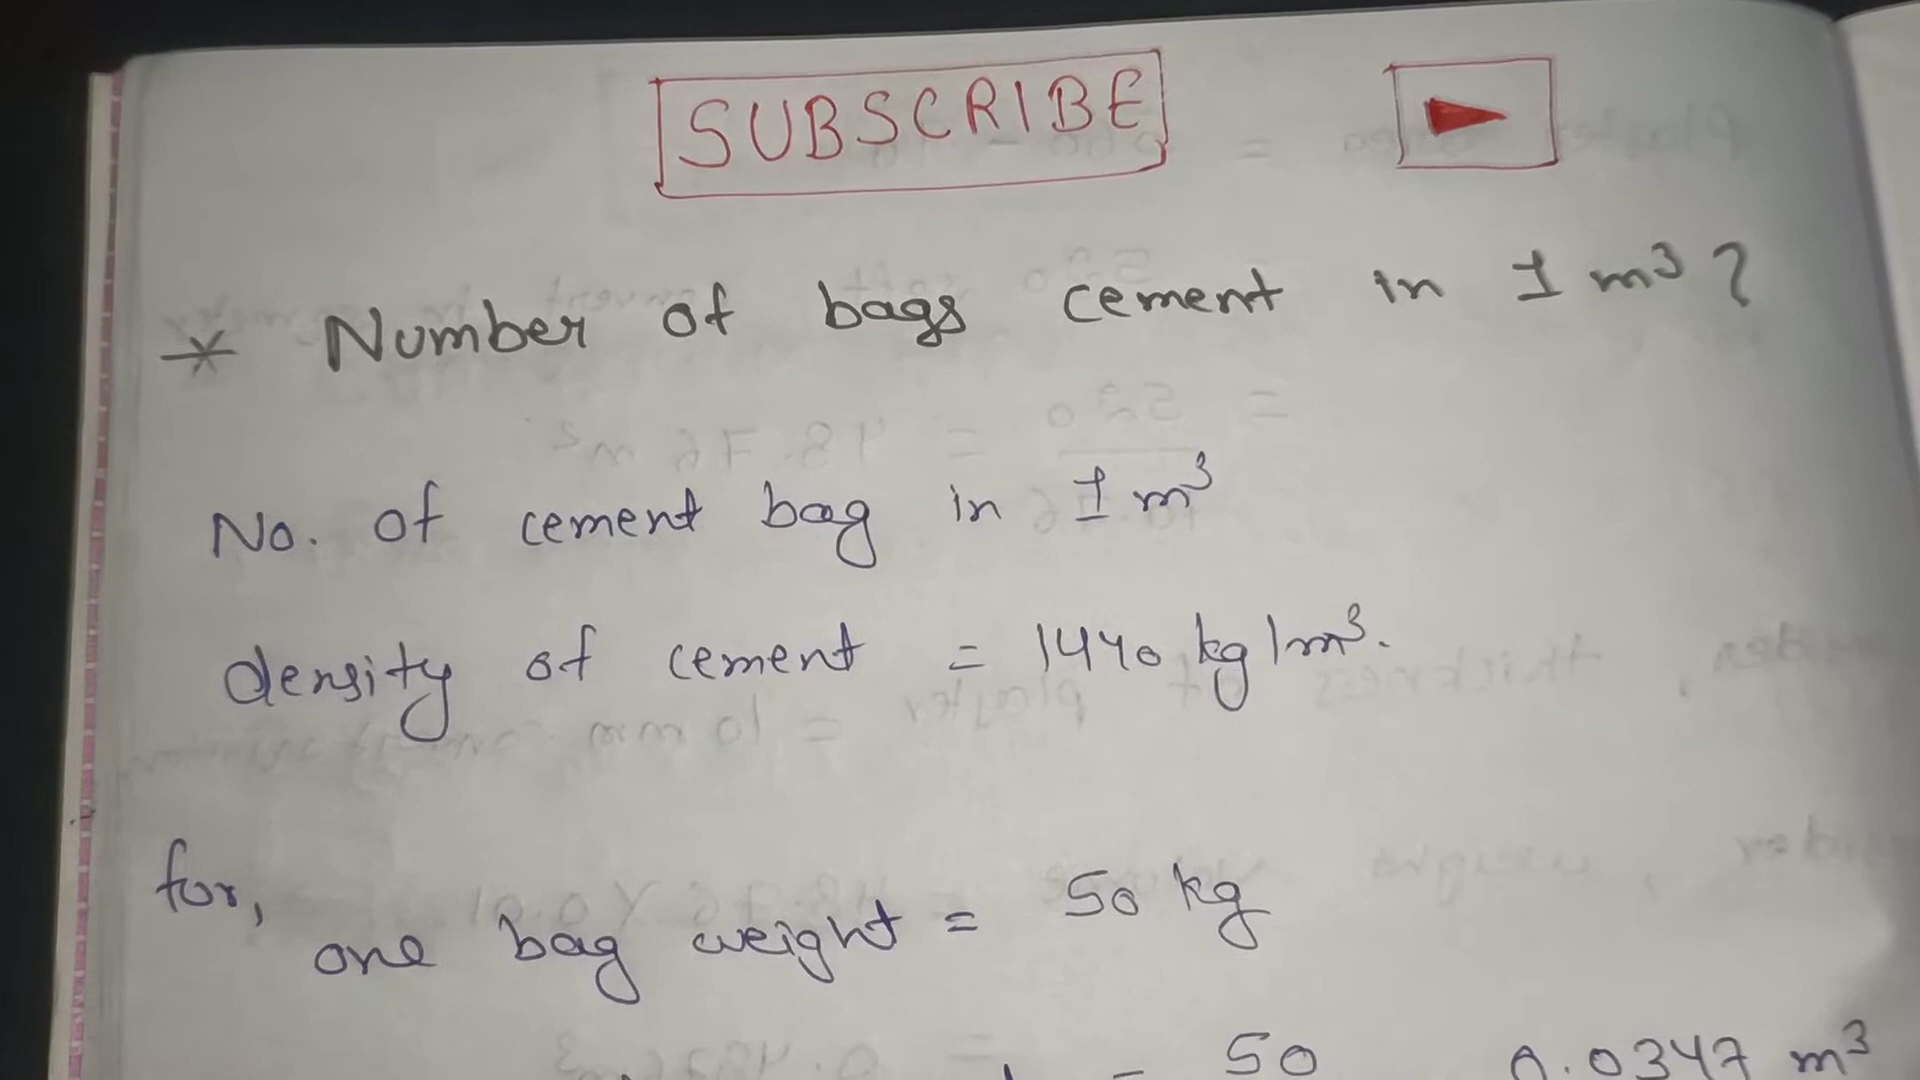 SUBSCRIBE
* Number of bags cement in 1 m³ ?
No. of cement bag in 1 m³
density of cement = 1440 kg/m³.
for,
one bag weight = 50 kg
= 50 0.0347 m³